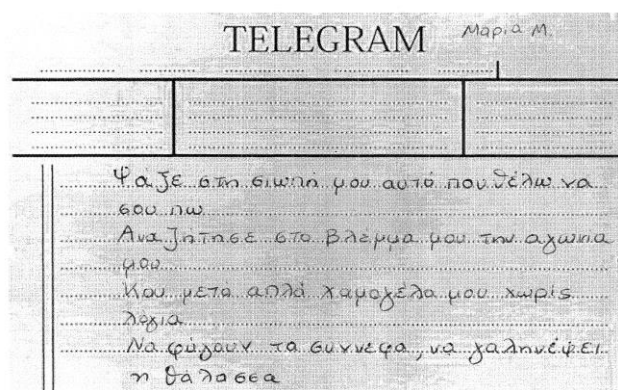 TELEGRAM
Μαρία Μ.
Ψάξε στη σιωπή μου αυτό που θέλω να
σου πω
Αναζήτησε στο βλέμμα μου την αγωνία
μου
Και μετά απλά χαμογέλα μου χωρίς
λόγια
Να φύγουν τα σύννεφα, να γαληνέψει
η θάλασσα